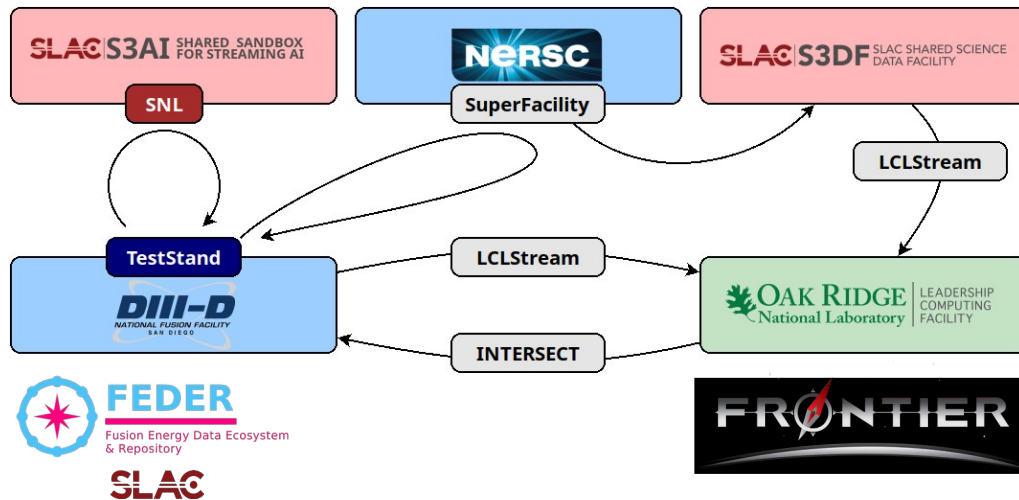 SLAC S3AI SHARED SANDBOX
FOR STREAMING AI
SNL
NERSC
SuperFacility
SLAC S3DF SLAC SHARED SCIENCE
DATA FACILITY
LCLStream
TestStand
DIII-D
NATIONAL FUSION FACILITY
SAN DIEGO
LCLStream
INTERSECT
OAK RIDGE
National Laboratory
LEADERSHIP
COMPUTING
FACILITY
FEDER
Fusion Energy Data Ecosystem
& Repository
SLAC
FRONTIER